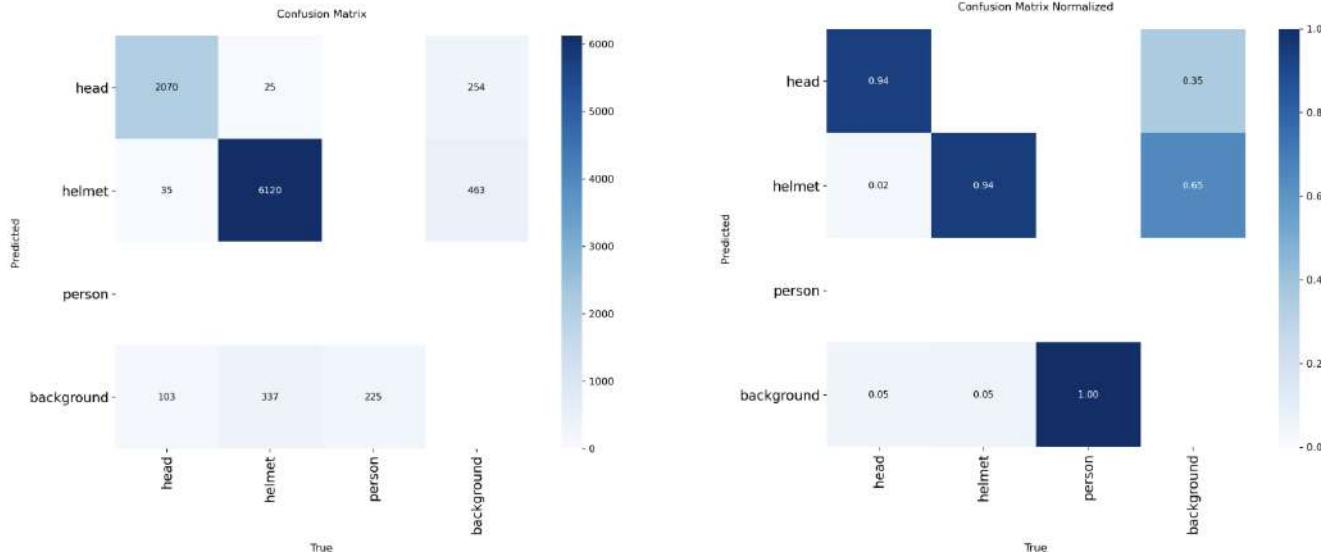 Confusion Matrix
head
2070
25
254
helmet
35
6120
463
person
background
103
337
225
head
helmet
person
background
Predicted
True
6000
5000
4000
3000
2000
1000
0
Confusion Matrix Normalized
head
0.94
0.35
helmet
0.02
0.94
0.65
person
background
0.05
0.05
1.00
head
helmet
person
background
Predicted
True
1.0
0.8
0.6
0.4
0.2
0.0